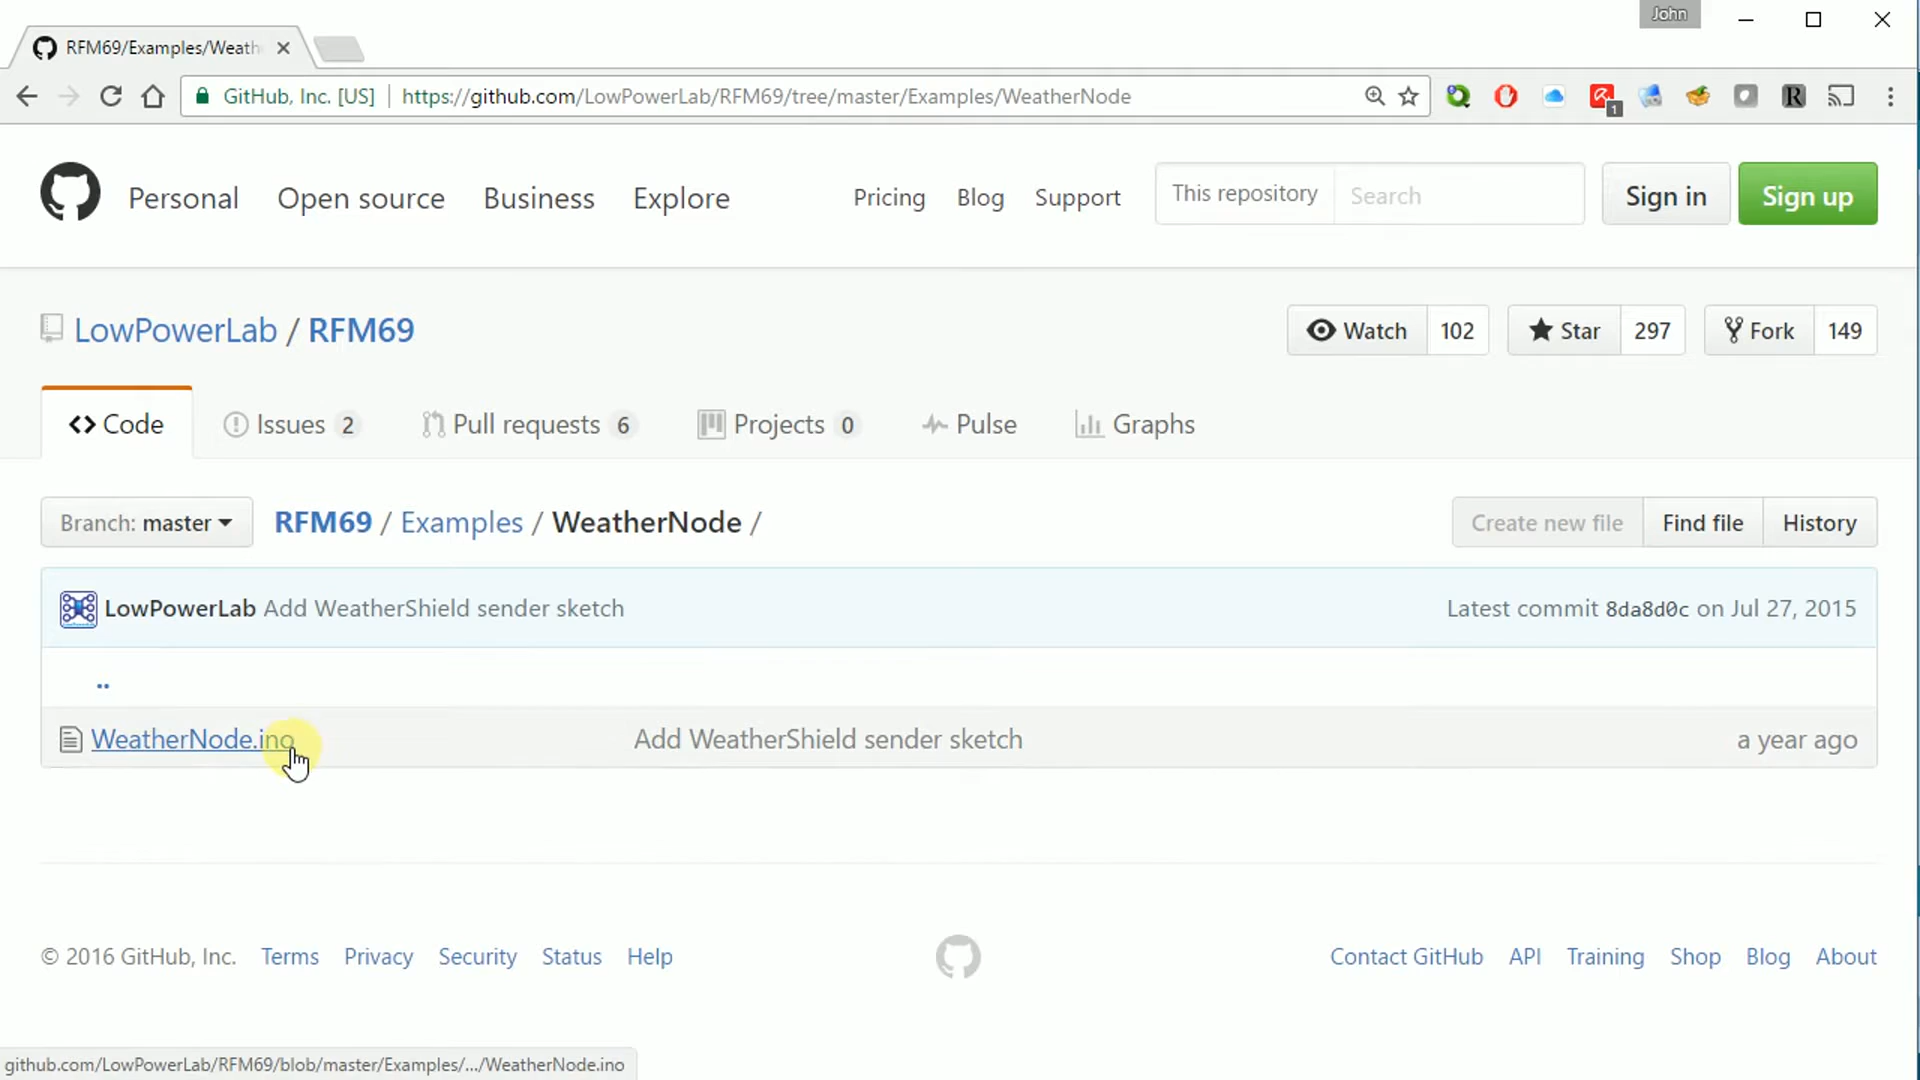 John
RFM69/Examples/Weath
GitHub, Inc. [US] https://github.com/LowPowerLab/RFM69/tree/master/Examples/WeatherNode
1
R
Personal Open source Business Explore Pricing Blog Support This repository Search Sign in Sign up
LowPowerLab / RFM69 Watch 102 Star 297 Fork 149
Code Issues 2 Pull requests 6 Projects 0 Pulse Graphs
Branch: master RFM69 / Examples / WeatherNode / Create new file Find file History
LowPowerLab Add WeatherShield sender sketch Latest commit 8da8d0c on Jul 27, 2015
..
WeatherNode.ino Add WeatherShield sender sketch a year ago
© 2016 GitHub, Inc. Terms Privacy Security Status Help Contact GitHub API Training Shop Blog About
github.com/LowPowerLab/RFM69/blob/master/Examples/.../WeatherNode.ino